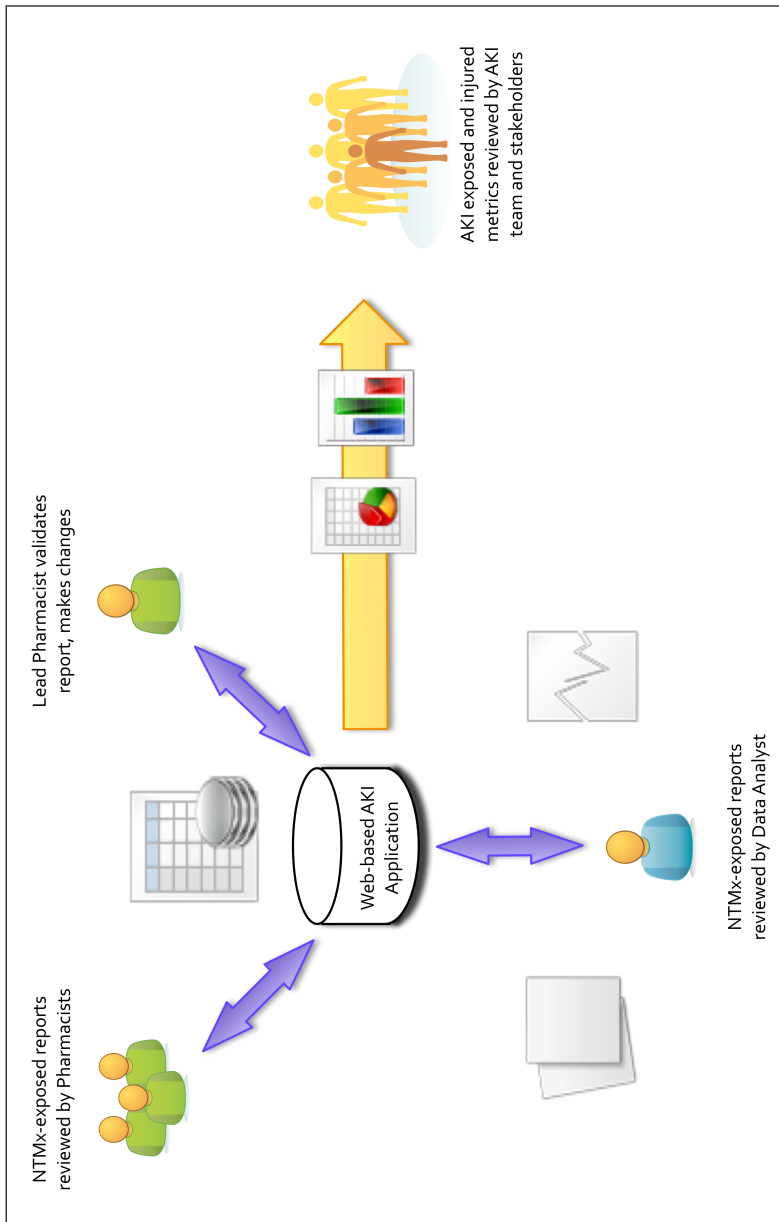 NTMx-exposed reports
reviewed by Pharmacists
Lead Pharmacist validates
report, makes changes
Web-based AKI
Application
AKI exposed and injured
metrics reviewed by AKI
team and stakeholders
NTMx-exposed reports
reviewed by Data Analyst